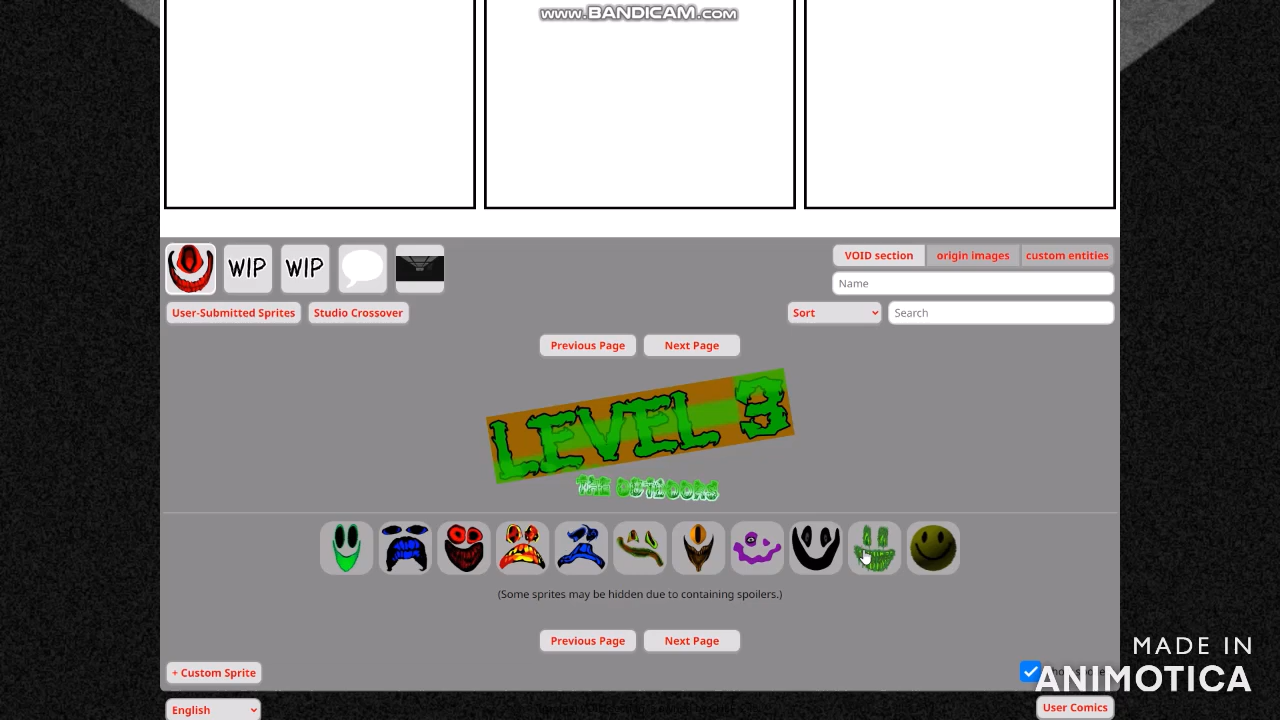 www.BANDICAM.com
WIP
WIP
VOID section
origin images
custom entities
Name
User-Submitted Sprites
Studio Crossover
Sort
Search
Previous Page
Next Page
LEVEL 3
THE OUTDOORS
(Some sprites may be hidden due to containing spoilers.)
Previous Page
Next Page
+ Custom Sprite
MADE IN
ANIMOTICA
English
User Comics